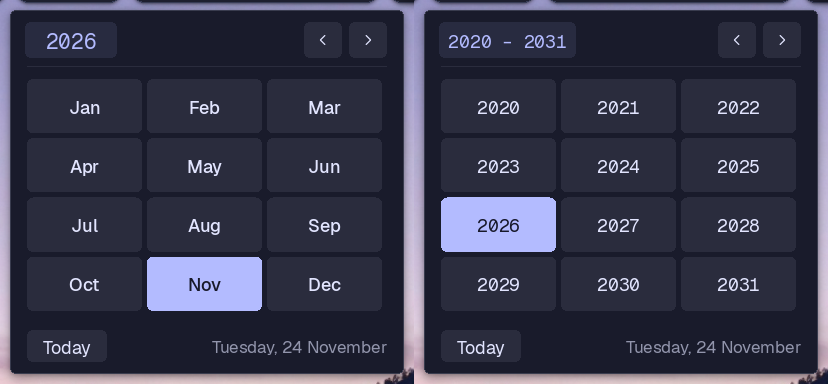 2026
Jan Feb Mar
Apr May Jun
Jul Aug Sep
Oct Nov Dec
Today Tuesday, 24 November
2020 - 2031
2020 2021 2022
2023 2024 2025
2026 2027 2028
2029 2030 2031
Today Tuesday, 24 November